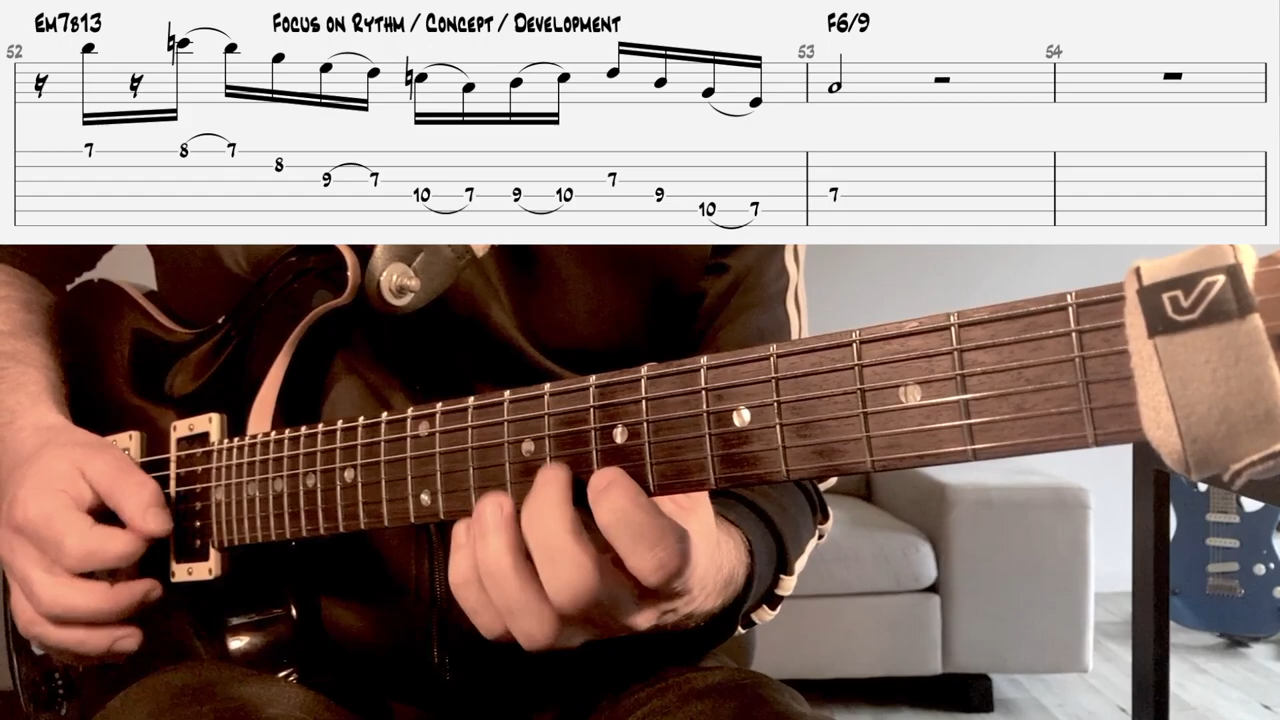 Em7b13 Focus on Rythm / Concept / Development F6/9
52 53 54
7 8 7
8
9 7 7
10 7 9 10 9 7
10 7